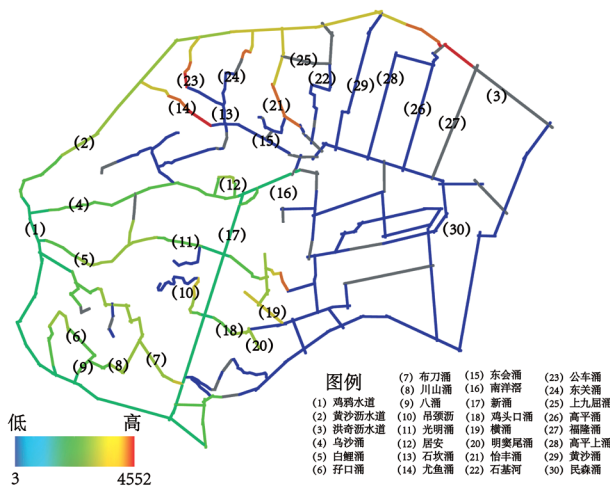 (25)
(23)
(24)
(22)
(29)
(28)
(3)
(14)
(21)
(26)
(27)
(13)
(2)
(15)
(12)
(16)
(4)
(1)
(17)
(30)
(11)
(5)
(10)
(19)
(6)
(18)
(20)
(7)
(9)
(8)
低 高
3 4552
图例
(1) 鸡鸦水道
(2) 黄沙沥水道
(3) 洪奇沥水道
(4) 乌沙涌
(5) 白鲤涌
(6) 孖口涌
(7) 布刀涌
(8) 川山涌
(9) 八涌
(10) 吊颈沥
(11) 光明涌
(12) 居安
(13) 石坎涌
(14) 尤鱼涌
(15) 东会涌
(16) 南洋滘
(17) 新涌
(18) 鸡头口涌
(19) 横涌
(20) 明窦尾涌
(21) 怡丰涌
(22) 石基河
(23) 公车涌
(24) 东关涌
(25) 上九屈涌
(26) 高平涌
(27) 福隆涌
(28) 高平上涌
(29) 黄沙涌
(30) 民森涌